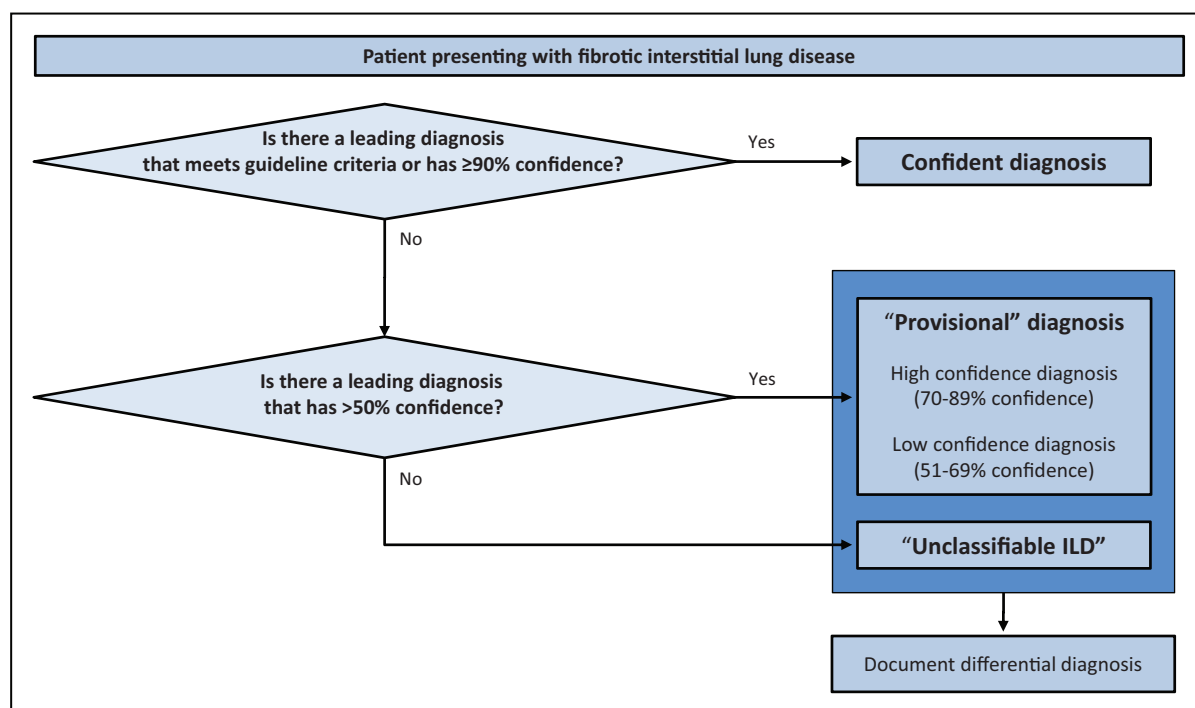 Patient presenting with fibrotic interstitial lung disease
Is there a leading diagnosis
that meets guideline criteria or has ≥90% confidence?
Yes
Confident diagnosis
No
Is there a leading diagnosis
that has >50% confidence?
Yes
“Provisional” diagnosis
High confidence diagnosis
(70-89% confidence)
Low confidence diagnosis
(51-69% confidence)
No
“Unclassifiable ILD”
Document differential diagnosis